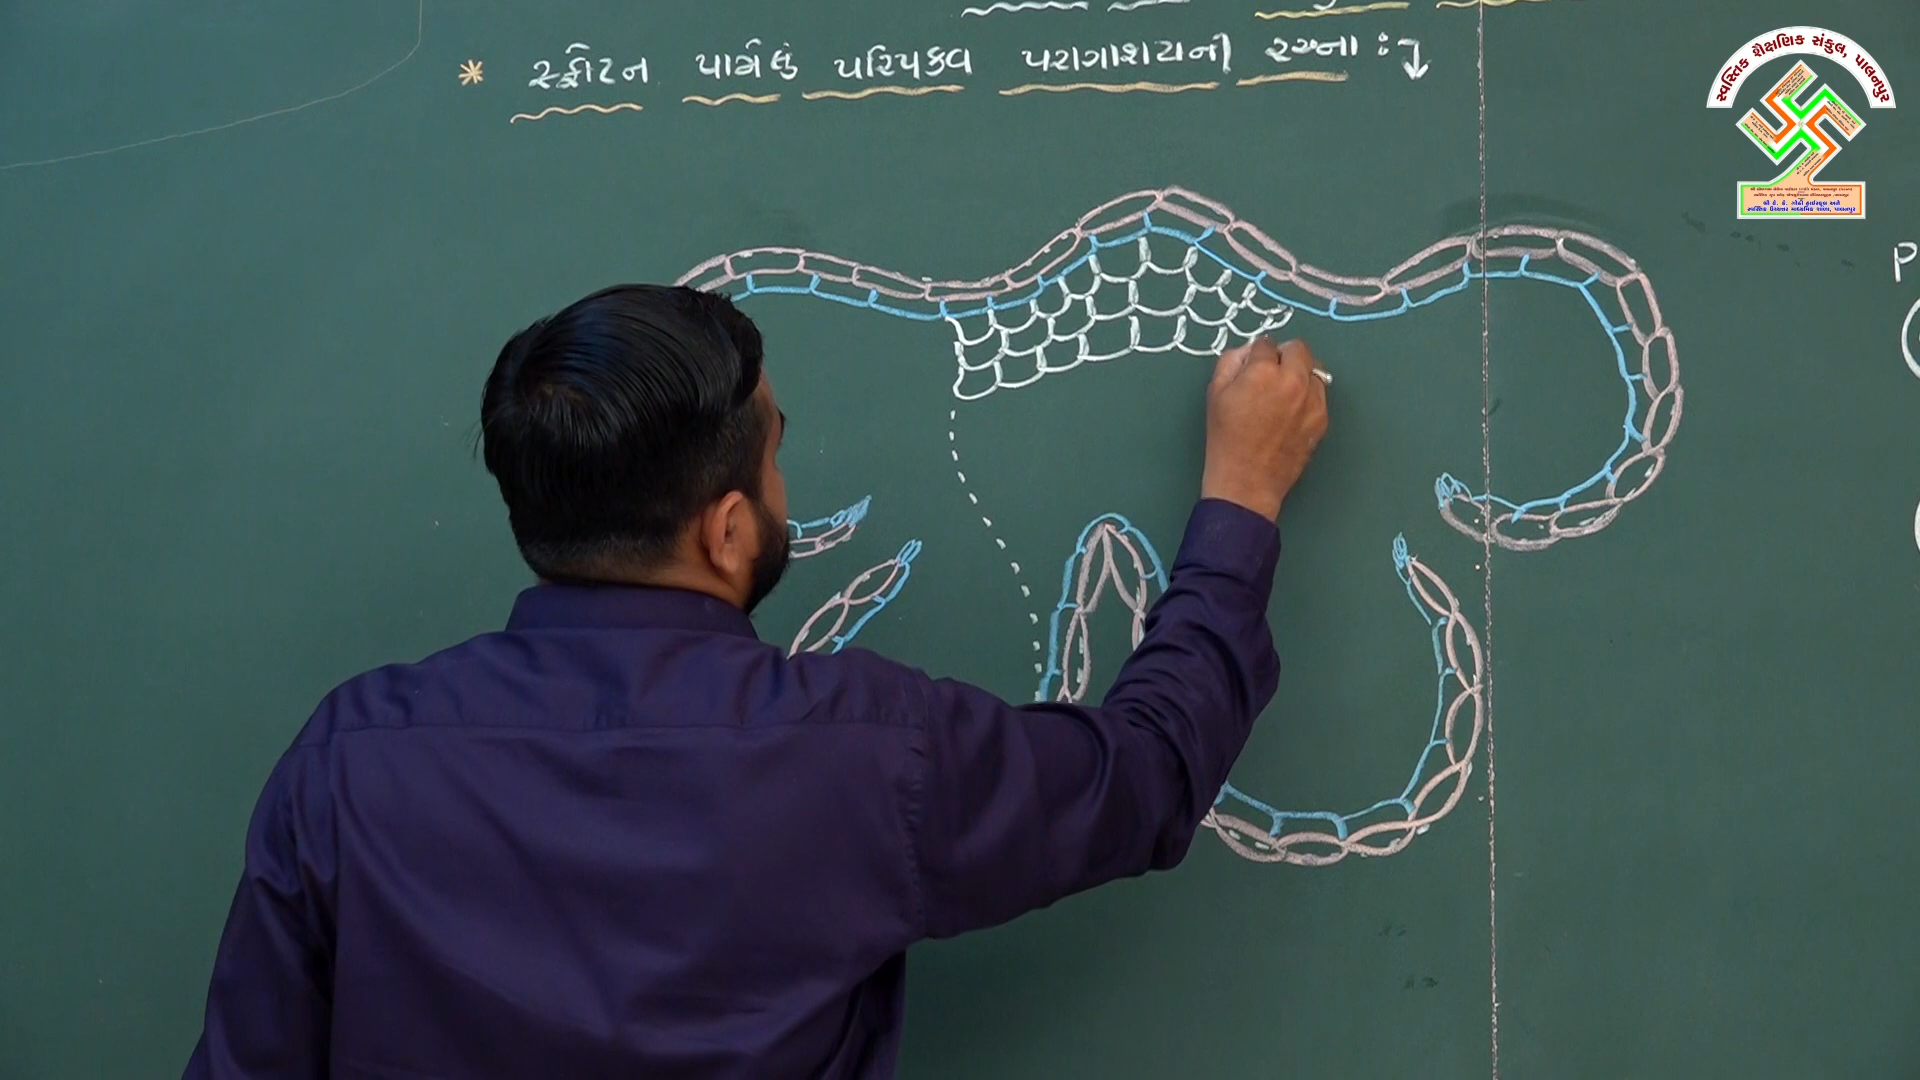 * સ્ફોટન પામેલું પરિપક્વ પરાગાશયની રચના :↓
સ્વસ્તિક શૈક્ષણિક સંકુલ, પાલનપુર
P